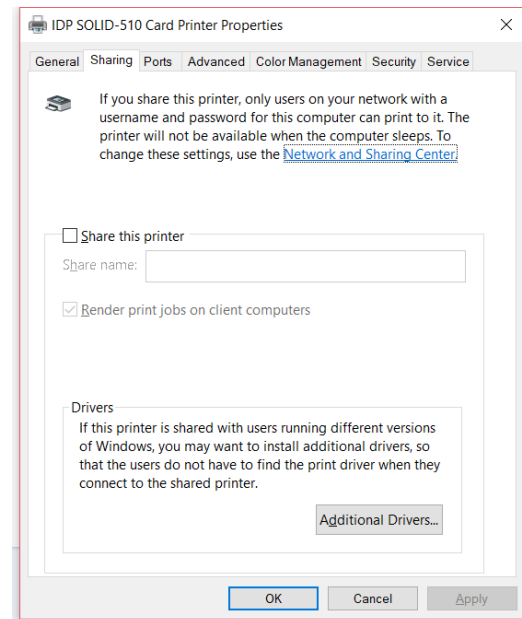 IDP SOLID-510 Card Printer Properties
General Sharing Ports Advanced Color Management Security Service
If you share this printer, only users on your network with a
username and password for this computer can print to it. The
printer will not be available when the computer sleeps. To
change these settings, use the Network and Sharing Center.
Share this printer
Share name:
Render print jobs on client computers
Drivers
If this printer is shared with users running different versions
of Windows, you may want to install additional drivers, so
that the users do not have to find the print driver when they
connect to the shared printer.
Additional Drivers...
OK Cancel Apply